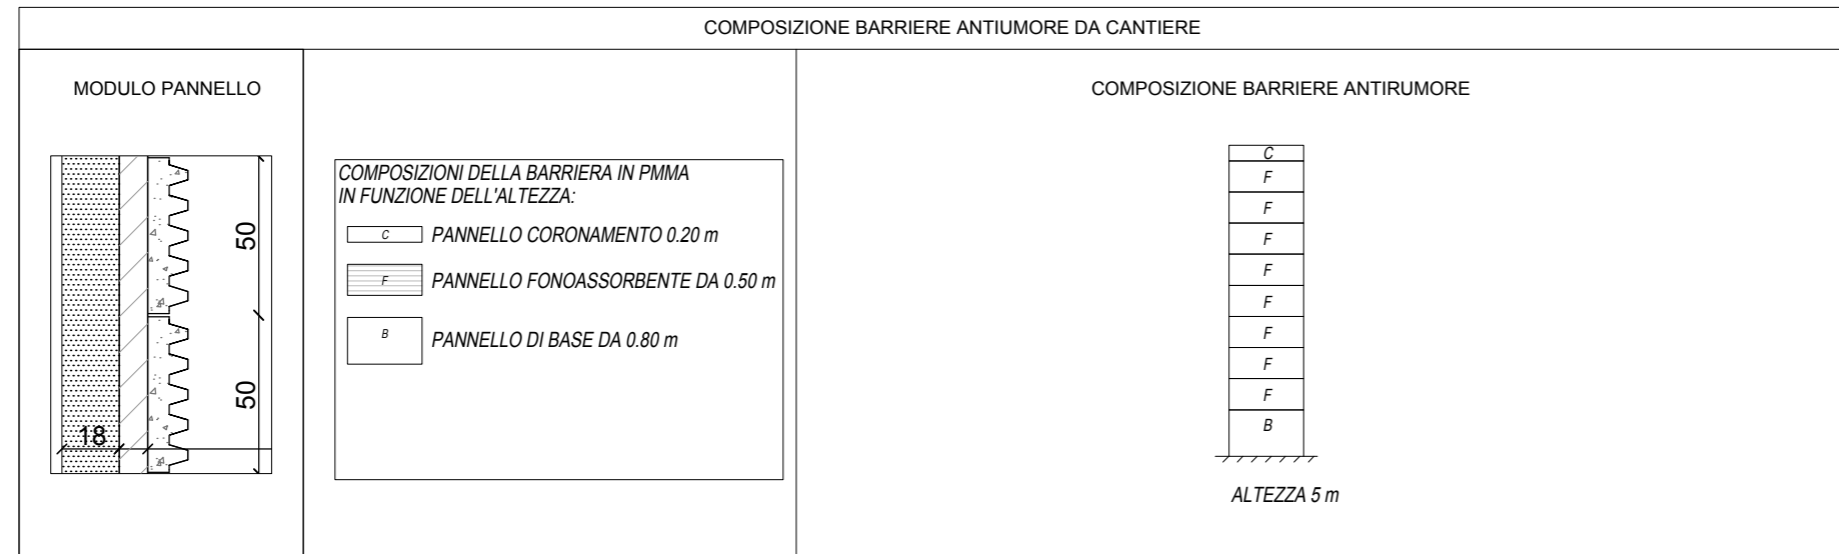 COMPOSIZIONE BARRIERE ANTIUMORE DA CANTIERE
MODULO PANNELLO
50
50
18
COMPOSIZIONI DELLA BARRIERA IN PMMA
IN FUNZIONE DELL'ALTEZZA:
C PANNELLO CORONAMENTO 0.20 m
F PANNELLO FONOASSORBENTE DA 0.50 m
B PANNELLO DI BASE DA 0.80 m
COMPOSIZIONE BARRIERE ANTIRUMORE
C
F
F
F
F
F
F
F
F
B
ALTEZZA 5 m